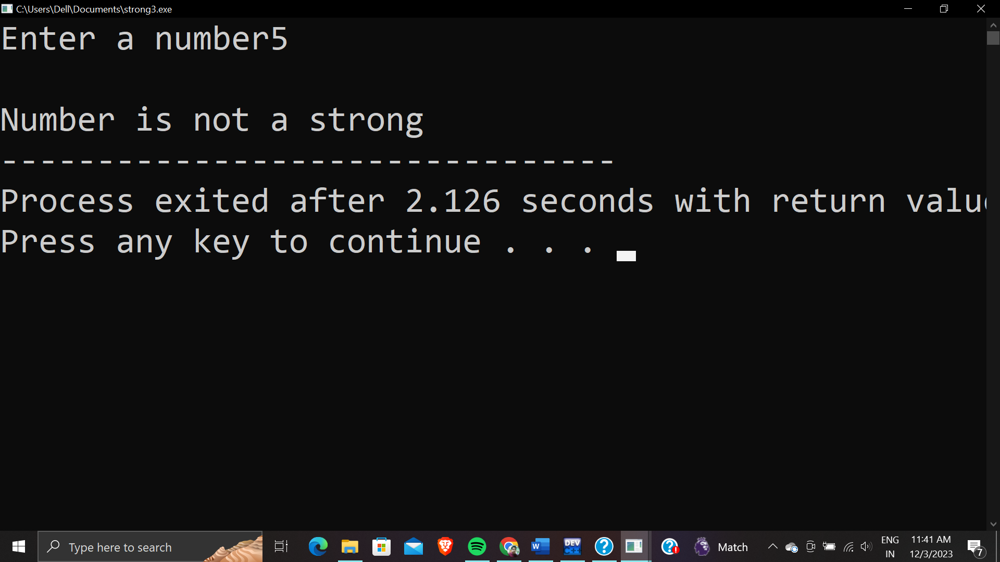 C:\Users\Dell\Documents\strong3.exe
Enter a number5
Number is not a strong
--------------------------------
Process exited after 2.126 seconds with return valu
Press any key to continue . . .
Type here to search
DEV
C++
Match
ENG
IN
11:41 AM
12/3/2023
7